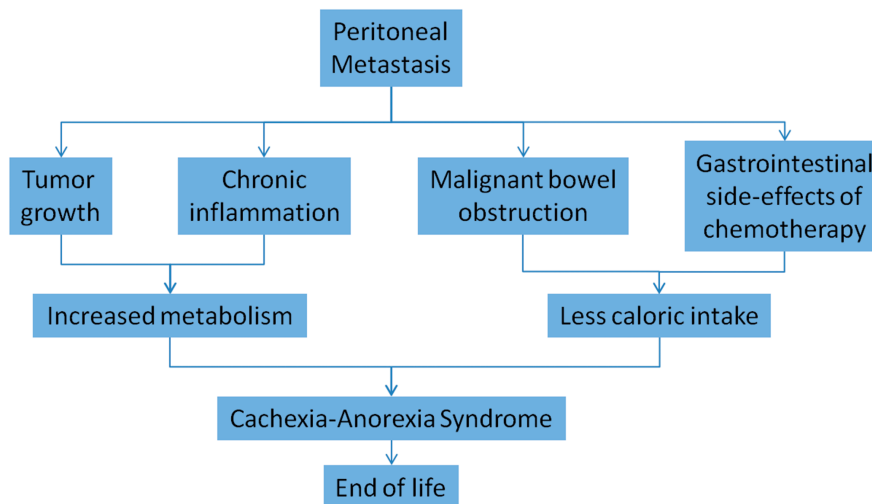 Peritoneal
Metastasis
Tumor
growth
Chronic
inflammation
Malignant bowel
obstruction
Gastrointestinal
side-effects of
chemotherapy
Increased metabolism
Less caloric intake
Cachexia-Anorexia Syndrome
End of life